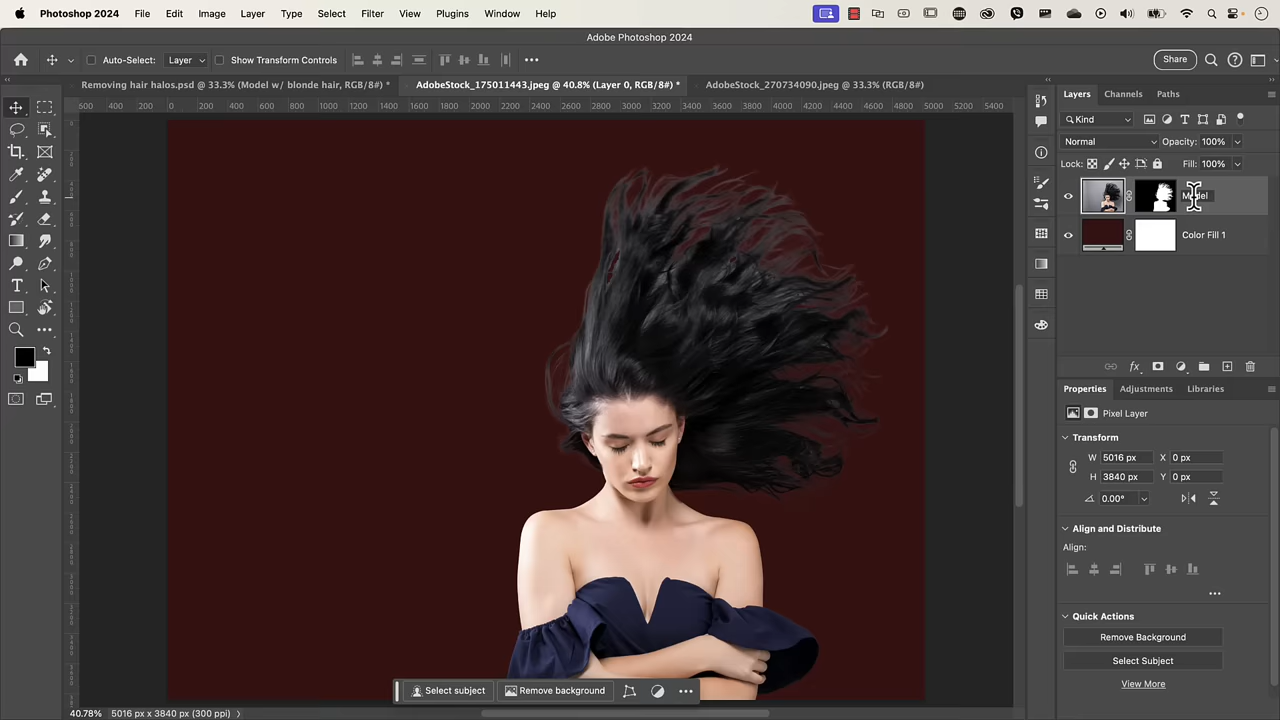 Photoshop 2024 File Edit Image Layer Type Select Filter View Plugins Window Help
Adobe Photoshop 2024
Auto-Select: Layer Show Transform Controls Share
Removing hair halos.psd @ 33.3% (Model w/ blonde hair, RGB/8#) * AdobeStock_175011443.jpeg @ 40.8% (Layer 0, RGB/8#) * AdobeStock_270734090.jpeg @ 33.3% (RGB/8#)
600 400 200 0 200 400 600 800 1000 1200 1400 1600 1800 2000 2200 2400 2600 2800 3000 3200 3400 3600 3800 4000 4200 4400 4600 4800 5000 5200 5400
Layers Channels Paths
Kind
Normal Opacity: 100%
Lock: Fill: 100%
Model
Color Fill 1
Properties Adjustments Libraries
Pixel Layer
Transform
W 5016 px X 0 px
H 3840 px Y 0 px
0.00°
Align and Distribute
Align:
Quick Actions
Remove Background
Select Subject
View More
Select subject Remove background
40.78% 5016 px x 3840 px (300 ppi)